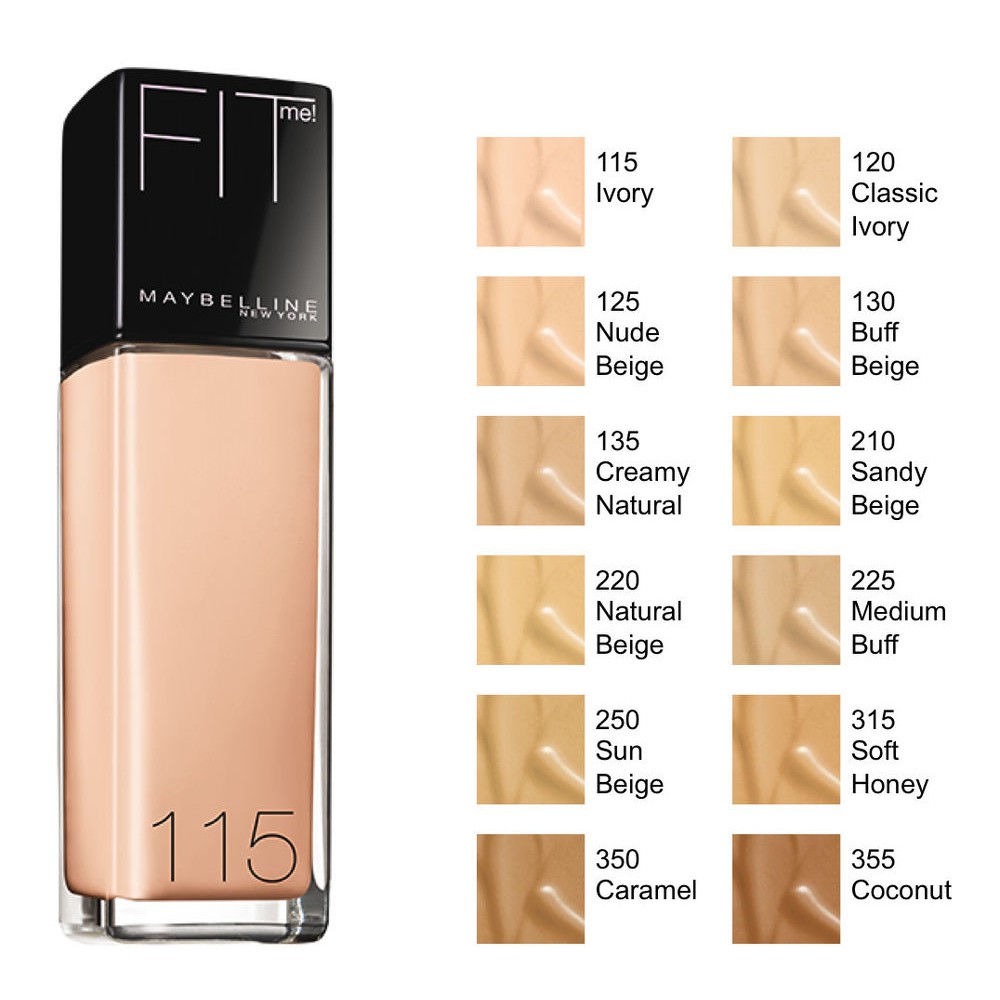 FIT
me!
MAYBELLINE
NEW YORK
115
115
Ivory
120
Classic
Ivory
125
Nude
Beige
130
Buff
Beige
135
Creamy
Natural
210
Sandy
Beige
220
Natural
Beige
225
Medium
Buff
250
Sun
Beige
315
Soft
Honey
350
Caramel
355
Coconut